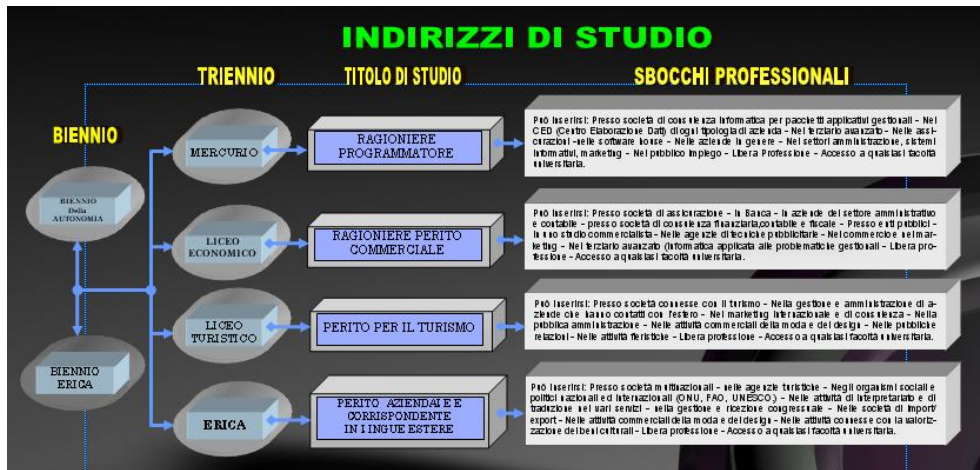 INDIRIZZI DI STUDIO
BIENNIO
TRIENNIO
TITOLO DI STUDIO
SBOCCHI PROFESSIONALI
BIENNIO
Della
AUTONOMIA
BIENNIO
ERICA
MERCURIO
RAGIONIERE
PROGRAMMATORE
Può inserirsi: Presso società di consulenza informatica per pacchetti applicativi gestionali – Nei
CED (Centro Elaborazione Dati) di ogni tipologia di azienda – Nel terziario avanzato – Nelle assi-
curazioni -nelle software house – Nelle aziende in genere – Nei settori amministrazione, sistemi
informativi, marketing – Nel pubblico impiego – Libera Professione – Accesso a qualsiasi facoltà
universitaria.
LICEO
ECONOMICO
RAGIONIERE PERITO
COMMERCIALE
Può inserirsi: Presso società di assicurazione – In Banca – In aziende del settore amministrativo
e contabile – presso società di consulenza finanziaria,contabile e fiscale – Presso enti pubblici –
In uno studio commercialista – Nelle agenzie di tecniche pubblicitarie – Nel commercio e nel mar-
keting – Nel terziario avanzato (Informatica applicata alle problematiche gestionali – Libera pro-
fessione – Accesso a qualsiasi facoltà universitaria.
LICEO
TURISTICO
PERITO PER IL TURISMO
Può inserirsi: Presso società connesse con il turismo – Nella gestione e amministrazione di a-
ziende che hanno contatti con l'estero – Nel marketing internazionale e di consulenza – Nella
pubblica amministrazione – Nelle attività commerciali della moda e del design – Nelle pubbliche
relazioni – Nelle attività fieristiche – Libera professione – Accesso a qualsiasi facoltà universitaria.
ERICA
PERITO AZIENDALE E
CORRISPONDENTE
IN LINGUE ESTERE
Può inserirsi: Presso società multinazionali – nelle agenzie turistiche – Negli organismi sociali e
politici nazionali ed internazionali (ONU, FAO, UNESCO.) – Nelle attività di interpretariato e di
traduzione nei vari servizi – nella gestione e ricezione congressuale – Nelle società di import/
export – Nelle attività commerciali della moda e del design – Nelle attività connesse con la valoriz-
zazione dei beni culturali – Libera professione – Accesso a qualsiasi facoltà universitaria.